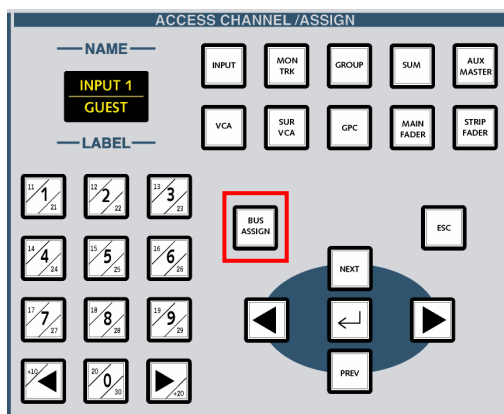 ACCESS CHANNEL /ASSIGN
NAME
INPUT 1
GUEST
LABEL
INPUT
MON
TRK
GROUP
SUM
AUX
MASTER
VCA
SUR
VCA
GPC
MAIN
FADER
STRIP
FADER
11 1 21
12 2 22
13 3 23
14 4 24
15 5 25
16 6 26
17 7 27
18 8 28
19 9 29
+10
20 0 30
+20
BUS
ASSIGN
ESC
NEXT
PREV